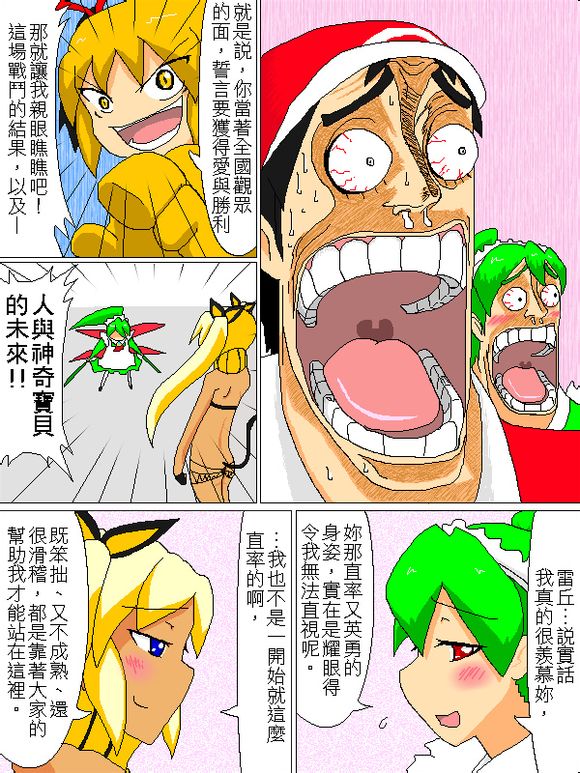 就是說，你當著全國觀眾
的面，誓言要獲得愛與勝利
那就讓我親眼瞧瞧吧！
這場戰鬥的結果，以及—
人與神奇寶貝
的未來!!
雷丘…說實話
我真的很羨慕妳，
妳那直率又英勇的
身姿，實在是耀眼得
令我無法直視呢。
…我也不是一開始就這麼
直率的啊，
既笨拙、又不成熟、還
很滑稽，都是靠著大家的
幫助我才能站在這裡。